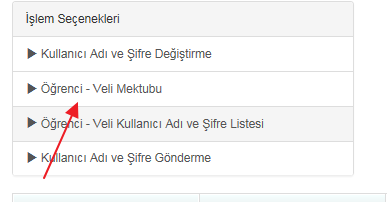 İşlem Seçenekleri
Kullanıcı Adı ve Şifre Değiştirme
Öğrenci - Veli Mektubu
Öğrenci - Veli Kullanıcı Adı ve Şifre Listesi
Kullanıcı Adı ve Şifre Gönderme